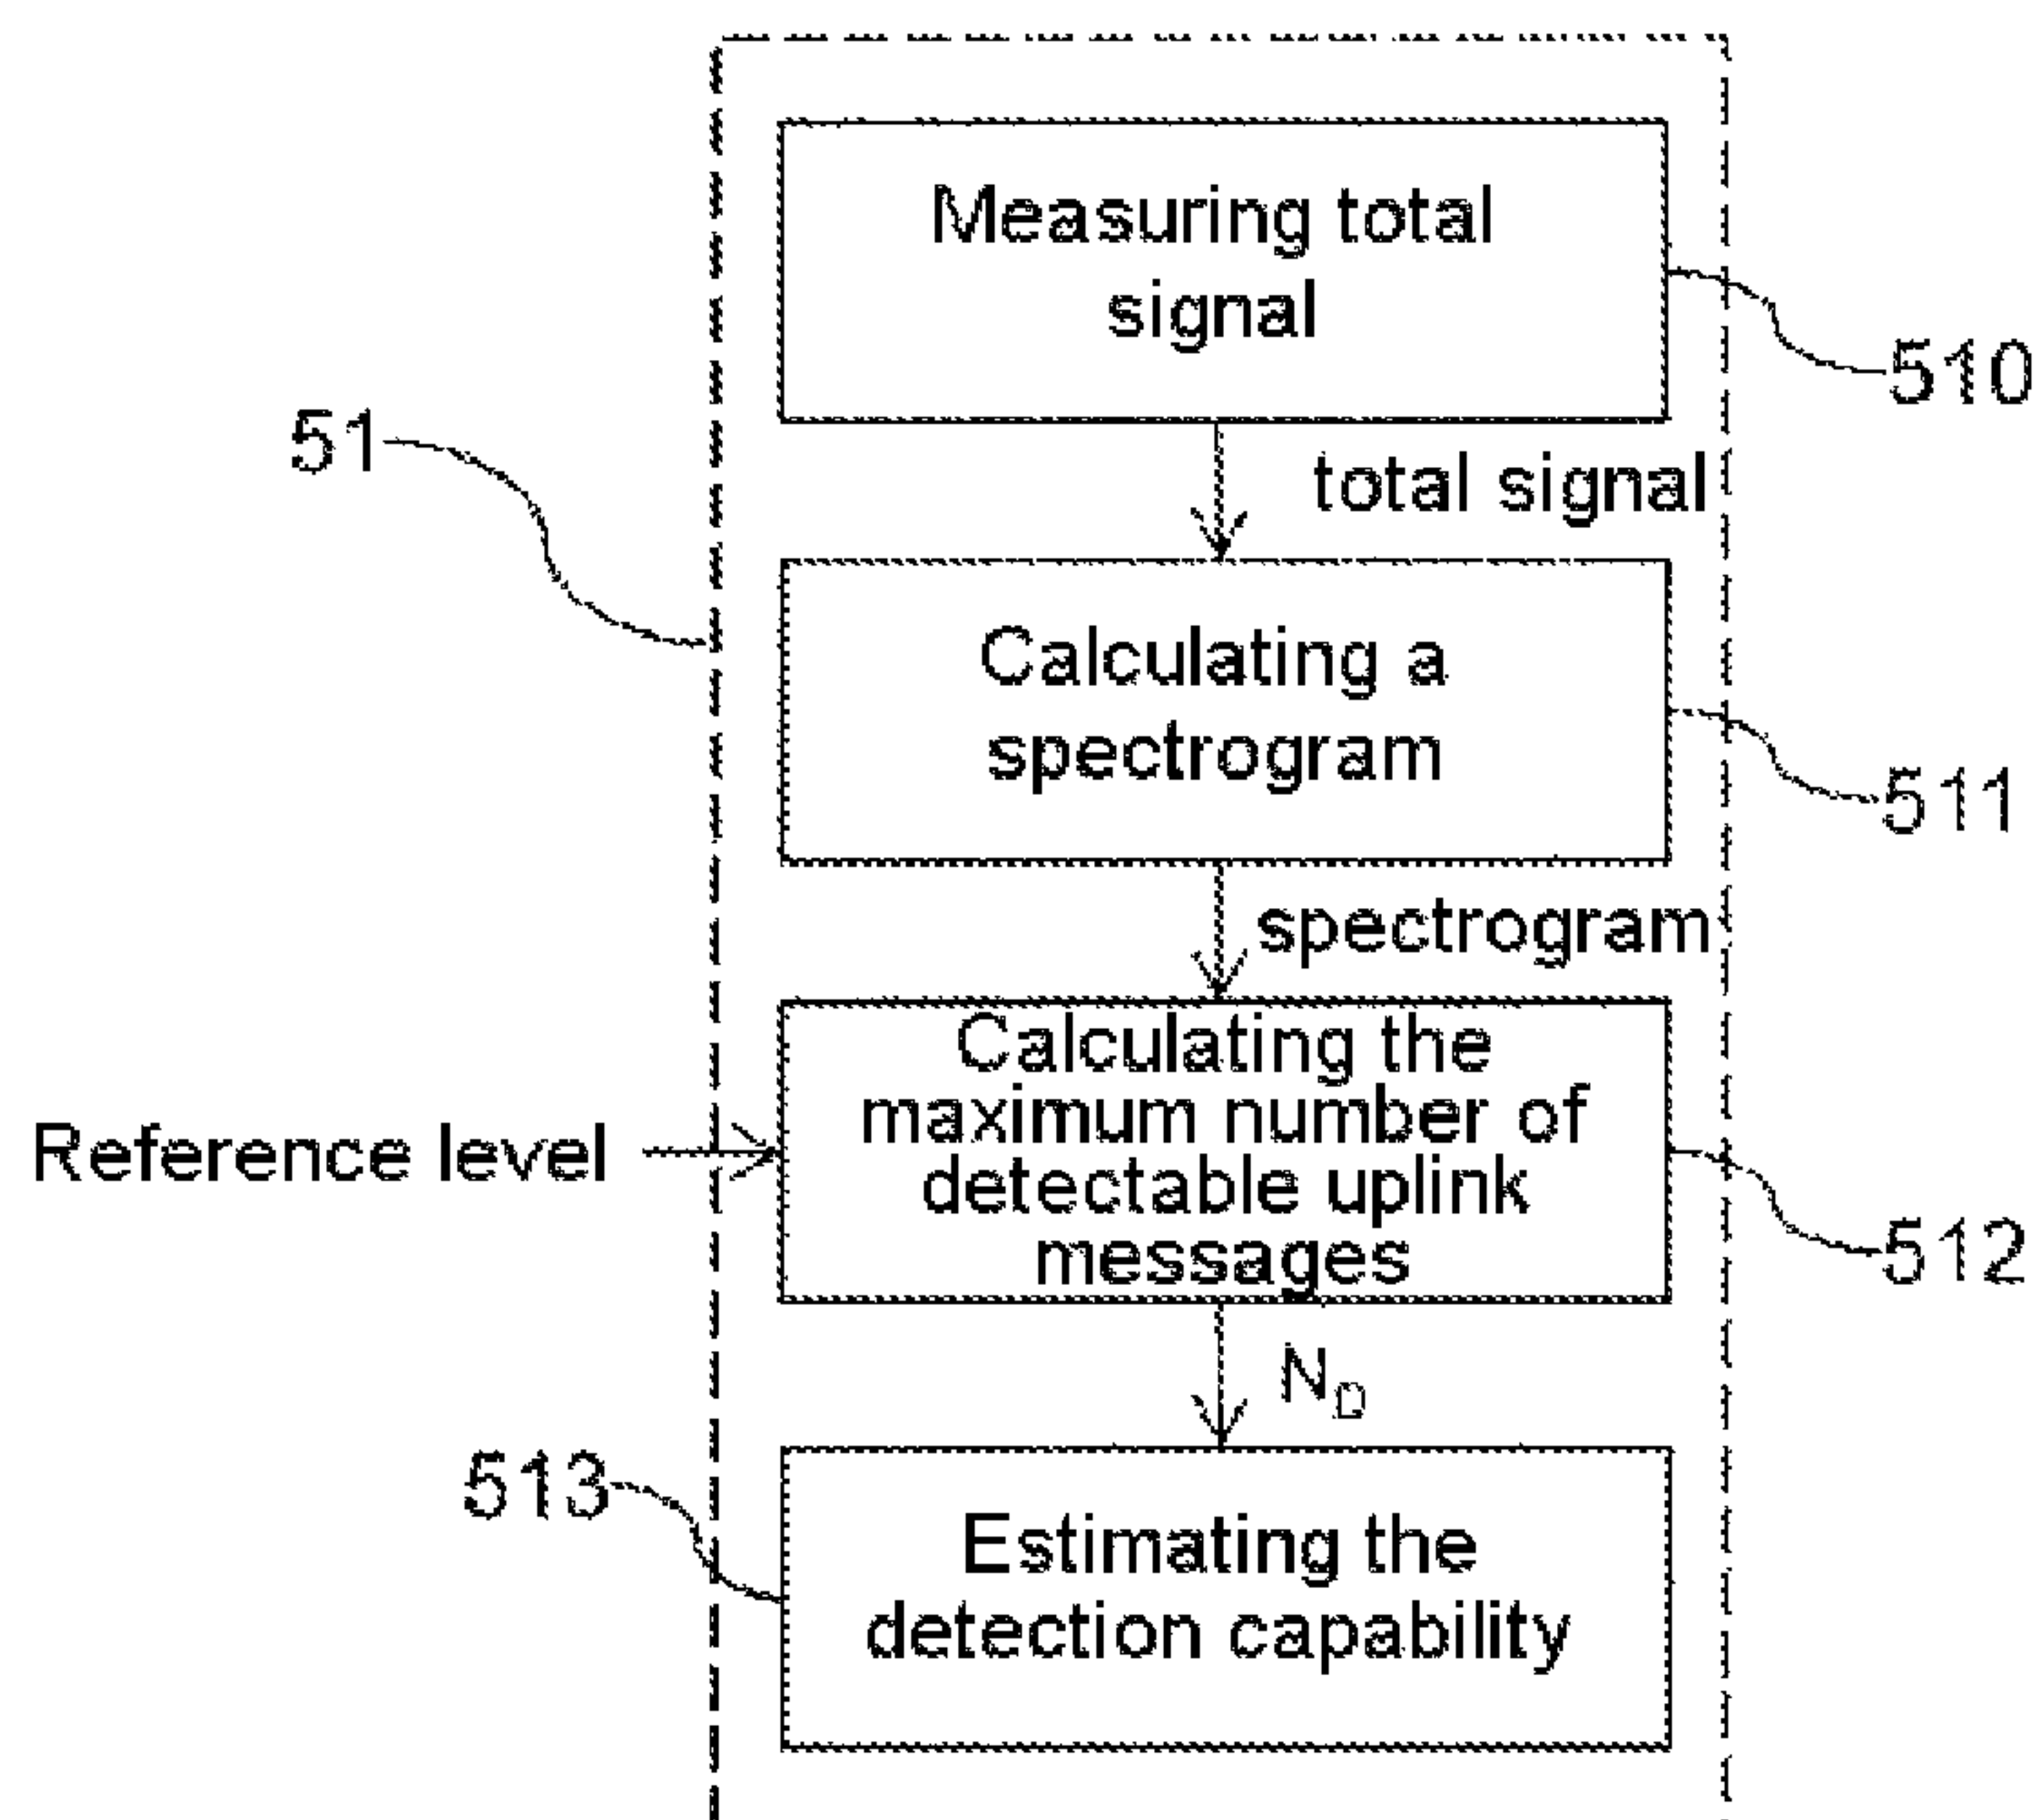 Measuring total
signal
510
51
total signal
Calculating a
spectrogram
511
spectrogram
Calculating the
maximum number of
detectable uplink
messages
Reference level
512
N_D
513
Estimating the
detection capability